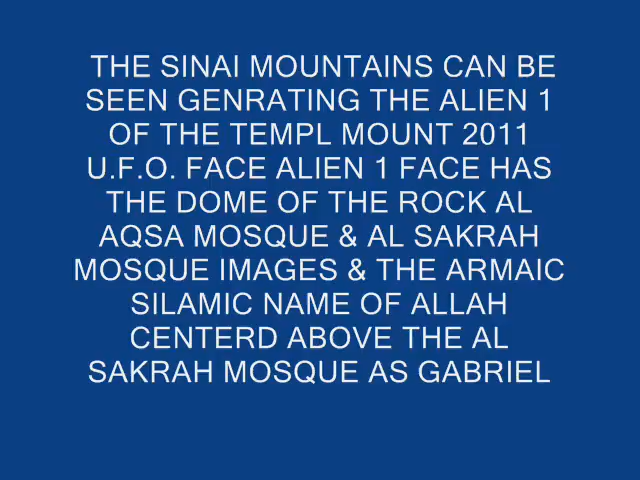 THE SINAI MOUNTAINS CAN BE
SEEN GENRATING THE ALIEN 1
OF THE TEMPL MOUNT 2011
U.F.O. FACE ALIEN 1 FACE HAS
THE DOME OF THE ROCK AL
AQSA MOSQUE & AL SAKRAH
MOSQUE IMAGES & THE ARMAIC
SILAMIC NAME OF ALLAH
CENTERD ABOVE THE AL
SAKRAH MOSQUE AS GABRIEL